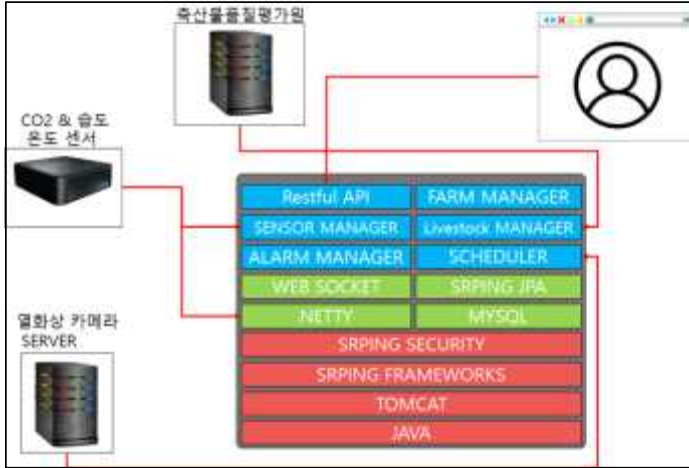 축산물품질평가원
CO2 & 습도
온도 센서
Restful API
FARM MANAGER
SENSOR MANAGER
Livestock MANAGER
ALARM MANAGER
SCHEDULER
WEB SOCKET
SRPING JPA
NETTY
MYSQL
열화상 카메라
SERVER
SRPING SECURITY
SRPING FRAMEWORKS
TOMCAT
JAVA